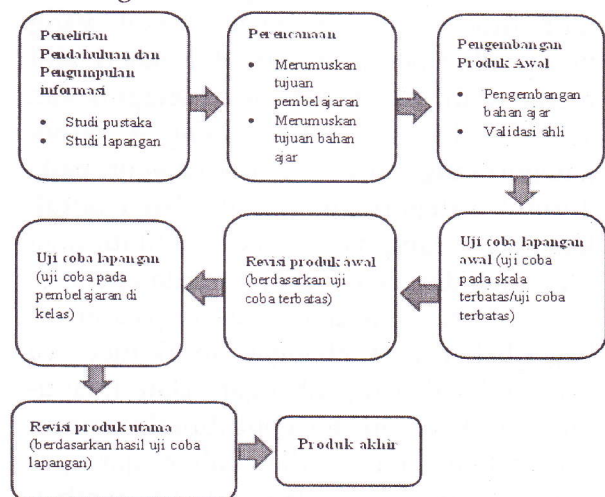 Penelitian
Pendahuluan dan
Pengumpulan
informasi
• Studi pustaka
• Studi lapangan
Perencanaan
• Merumuskan
tujuan
pembelajaran
• Merumuskan
tujuan bahan
ajar
Pengembangan
Produk Awal
• Pengembangan
bahan ajar
• Validasi ahli
Uji coba lapangan
awal (uji coba
pada skala
terbatas/uji coba
terbatas)
Revisi produk awal
(berdasarkan uji
coba terbatas)
Uji coba lapangan
(uji coba pada
pembelajaran di
kelas)
Revisi produk utama
(berdasarkan hasil uji coba
lapangan)
Produk akhir